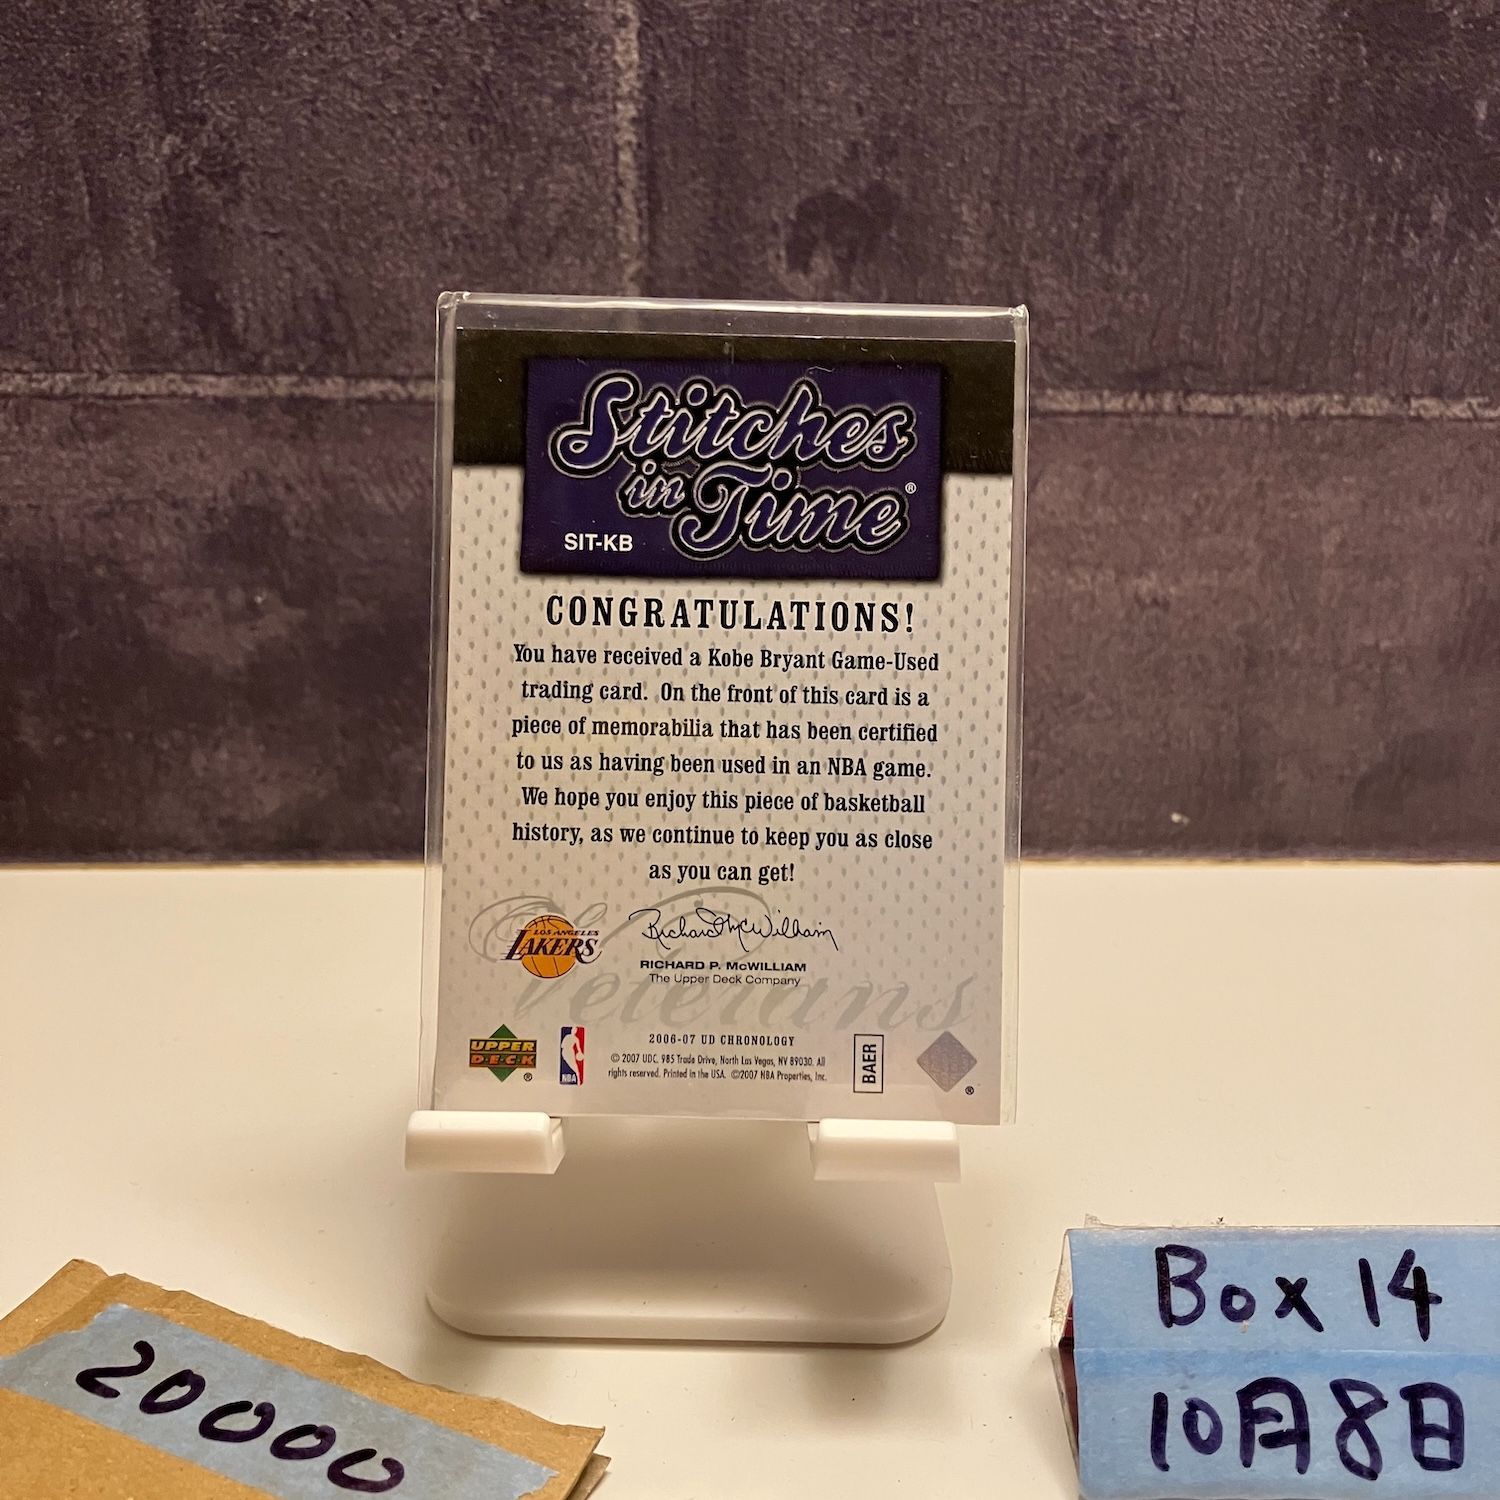 Stitches
in Time®
SIT-KB
CONGRATULATIONS!
You have received a Kobe Bryant Game-Used
trading card. On the front of this card is a
piece of memorabilia that has been certified
to us as having been used in an NBA game.
We hope you enjoy this piece of basketball
history, as we continue to keep you as close
as you can get!
LOS ANGELES
LAKERS
Richard McWilliam
RICHARD P. McWILLIAM
The Upper Deck Company
Veterans
2006-07 UD CHRONOLOGY
© 2007 UDC. 985 Trade Drive, North Las Vegas, NV 89030. All
rights reserved. Printed in the USA. ©2007 NBA Properties, Inc.
UPPER
DECK
®
NBA
BAER
®
20000
Box 14
10月8日